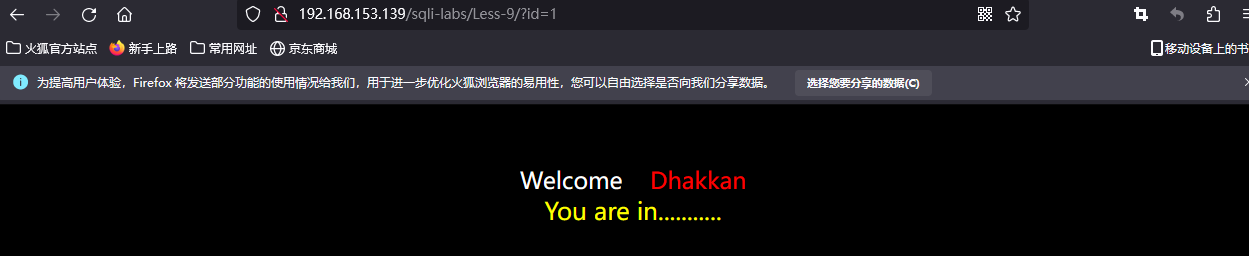 192.168.153.139/sqli-labs/Less-9/?id=1
火狐官方站点 新手上路 常用网址 京东商城 移动设备上的书
为提高用户体验，Firefox 将发送部分功能的使用情况给我们，用于进一步优化火狐浏览器的易用性，您可以自由选择是否向我们分享数据。 选择您要分享的数据(C)
Welcome Dhakkan
You are in...........